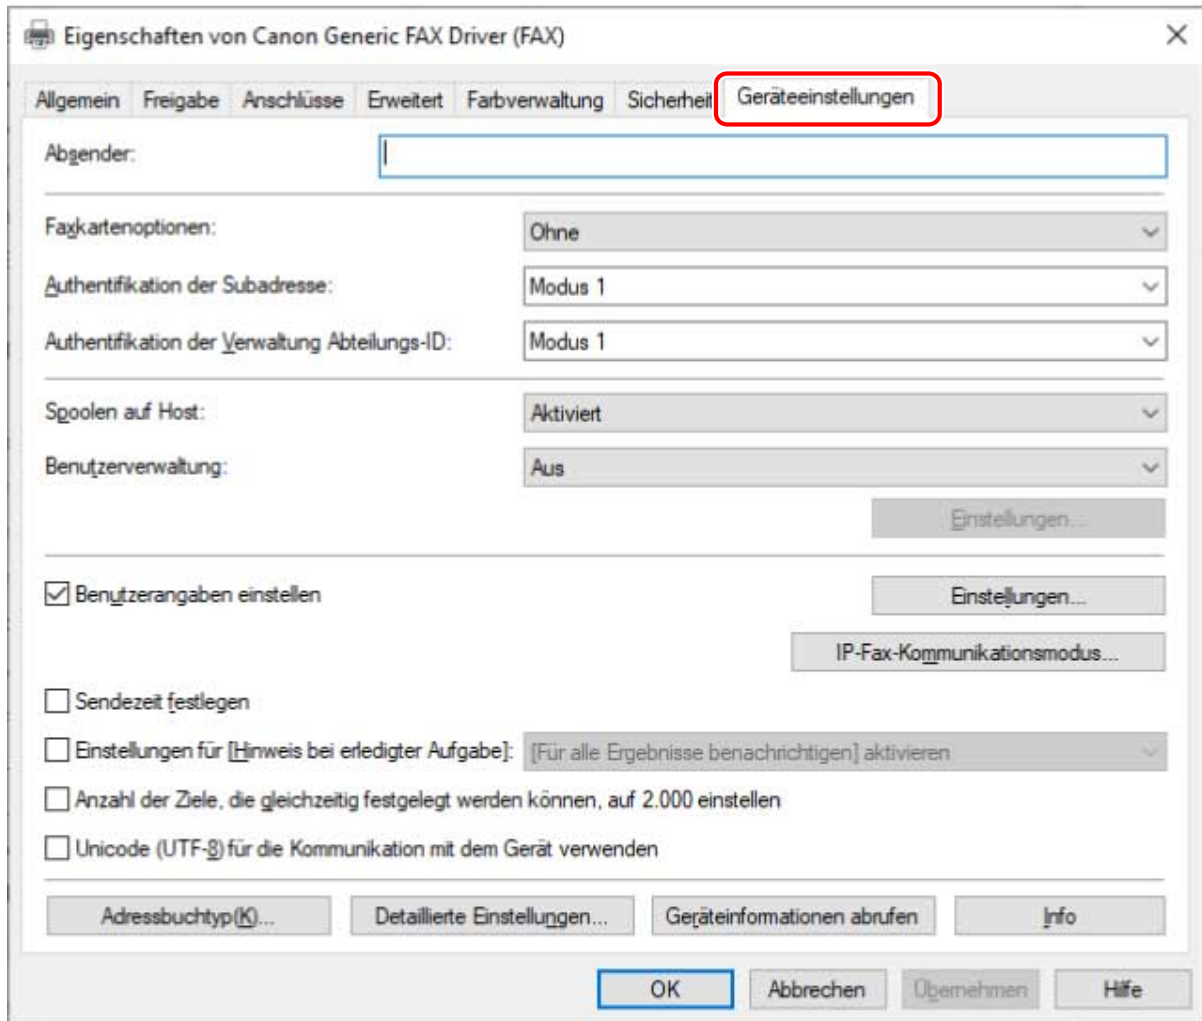 Eigenschaften von Canon Generic FAX Driver (FAX)
Allgemein Freigabe Anschlüsse Erweitert Farbverwaltung Sicherheit Geräteeinstellungen
Absender:
Faxkartenoptionen: Ohne
Authentifikation der Subadresse: Modus 1
Authentifikation der Verwaltung Abteilungs-ID: Modus 1
Spoolen auf Host: Aktiviert
Benutzerverwaltung: Aus
Einstellungen...
Benutzerangaben einstellen Einstellungen...
IP-Fax-Kommunikationsmodus...
Sendezeit festlegen
Einstellungen für [Hinweis bei erledigter Aufgabe]: [Für alle Ergebnisse benachrichtigen] aktivieren
Anzahl der Ziele, die gleichzeitig festgelegt werden können, auf 2.000 einstellen
Unicode (UTF-8) für die Kommunikation mit dem Gerät verwenden
Adressbuchtyp(K)... Detaillierte Einstellungen... Geräteinformationen abrufen Info
OK Abbrechen Übernehmen Hilfe